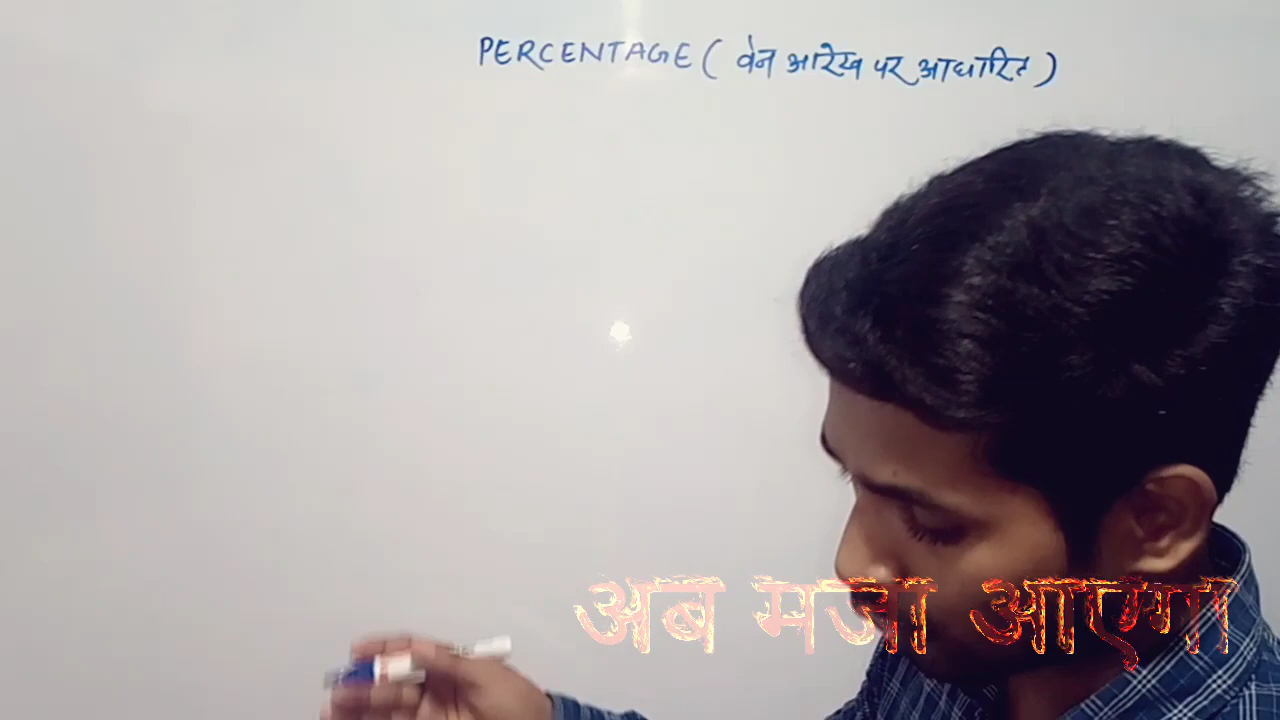 PERCENTAGE ( वेन आरेख पर आधारित )
अब मजा आएगा